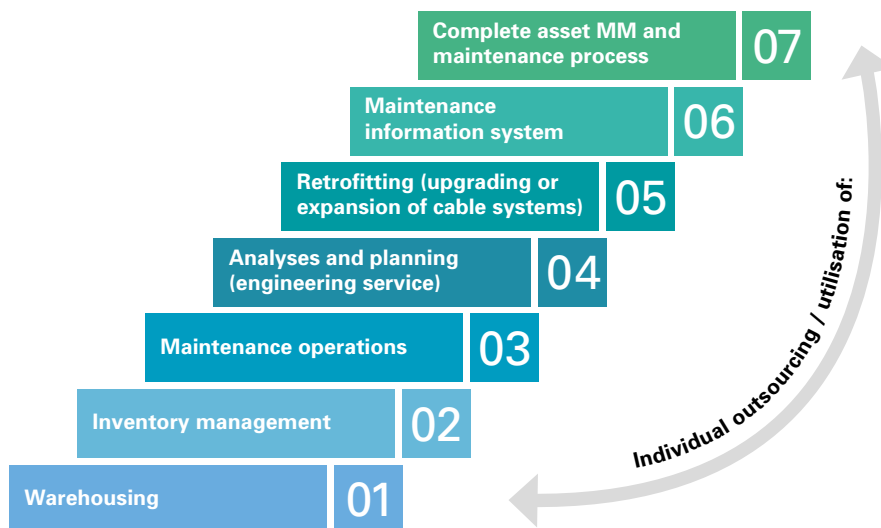 Complete asset MM and
maintenance process
07
Maintenance
information system
06
Retrofitting (upgrading or
expansion of cable systems)
05
Analyses and planning
(engineering service)
04
Maintenance operations
03
Inventory management
02
Warehousing
01
Individual outsourcing / utilisation of: